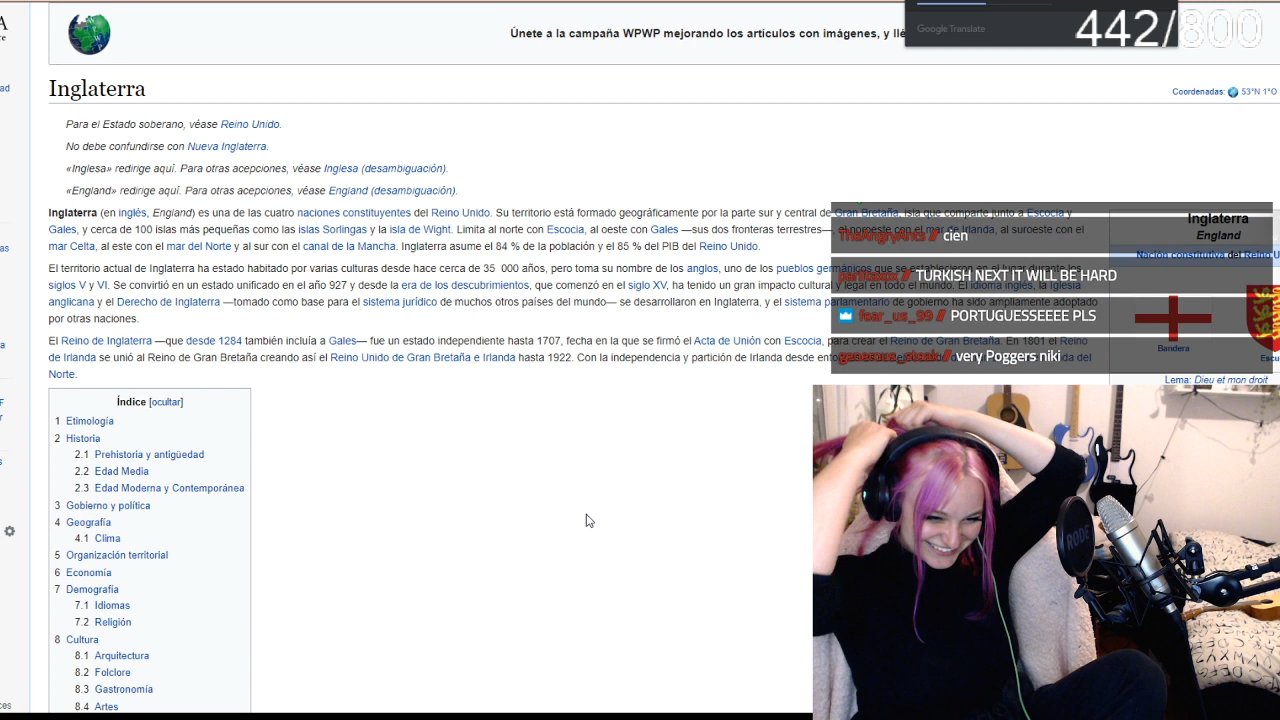 A
Únete a la campaña WPWP mejorando los artículos con imágenes, y
Google Translate
442/800
Inglaterra
Coordenadas: 53°N 1°O
Para el Estado soberano, véase Reino Unido.
No debe confundirse con Nueva Inglaterra.
«Inglesa» redirige aquí. Para otras acepciones, véase Inglesa (desambiguación).
«England» redirige aquí. Para otras acepciones, véase England (desambiguación).
Inglaterra (en inglés, England) es una de las cuatro naciones constituyentes del Reino Unido. Su territorio está formado geográficamente por la parte sur y central de Gran Bretaña, isla que comparte junto a Escocia y
Gales, y cerca de 100 islas más pequeñas como las islas Sorlingas y la isla de Wight. Limita al norte con Escocia, al oeste con Gales —sus dos fronteras terrestres—, al noroeste con el mar de Irlanda, al suroeste con el
mar Celta, al este con el mar del Norte y al sur con el canal de la Mancha. Inglaterra asume el 84 % de la población y el 85 % del PIB del Reino Unido.
El territorio actual de Inglaterra ha estado habitado por varias culturas desde hace cerca de 35 000 años, pero toma su nombre de los anglos, uno de los pueblos germánicos que se establecieron en el lugar durante los
siglos V y VI. Se convirtió en un estado unificado en el año 927 y desde la era de los descubrimientos, que comenzó en el siglo XV, ha tenido un gran impacto cultural y legal en todo el mundo. El idioma inglés, la Iglesia
anglicana y el Derecho de Inglaterra —tomado como base para el sistema jurídico de muchos otros países del mundo— se desarrollaron en Inglaterra, y el sistema parlamentario de gobierno ha sido ampliamente adoptado
por otras naciones.
El Reino de Inglaterra —que desde 1284 también incluía a Gales— fue un estado independiente hasta 1707, fecha en la que se firmó el Acta de Unión con Escocia, para crear el Reino de Gran Bretaña. En 1801 el Reino
de Irlanda se unió al Reino de Gran Bretaña creando así el Reino Unido de Gran Bretaña e Irlanda hasta 1922. Con la independencia y partición de Irlanda desde
Norte.
Inglaterra
England
Nación constitutiva del Reino U
Bandera
Escu
Lema: Dieu et mon droit
TheAngryAnts // cien
// TURKISH NEXT IT WILL BE HARD
fear_us_99 // PORTUGUESSEEEE PLS
// very Poggers niki
Índice [ocultar]
1 Etimología
2 Historia
2.1 Prehistoria y antigüedad
2.2 Edad Media
2.3 Edad Moderna y Contemporánea
3 Gobierno y política
4 Geografía
4.1 Clima
5 Organización territorial
6 Economía
7 Demografía
7.1 Idiomas
7.2 Religión
8 Cultura
8.1 Arquitectura
8.2 Folclore
8.3 Gastronomía
8.4 Artes
RODE